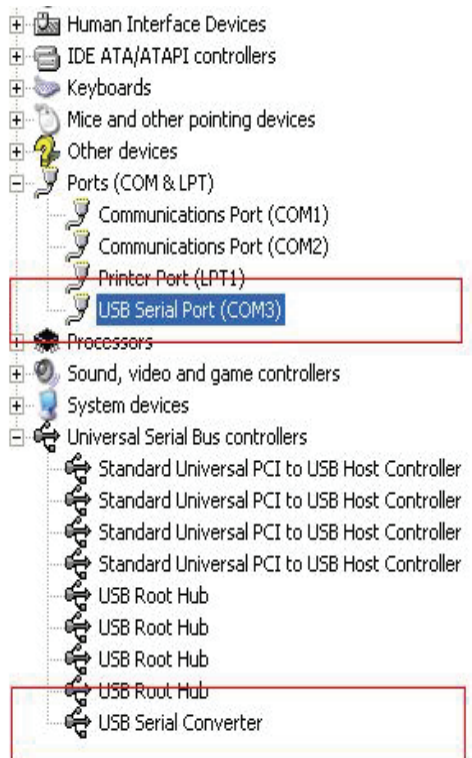 Human Interface Devices
IDE ATA/ATAPI controllers
Keyboards
Mice and other pointing devices
Other devices
Ports (COM & LPT)
Communications Port (COM1)
Communications Port (COM2)
Printer Port (LPT1)
USB Serial Port (COM3)
Processors
Sound, video and game controllers
System devices
Universal Serial Bus controllers
Standard Universal PCI to USB Host Controller
Standard Universal PCI to USB Host Controller
Standard Universal PCI to USB Host Controller
Standard Universal PCI to USB Host Controller
USB Root Hub
USB Root Hub
USB Root Hub
USB Root Hub
USB Serial Converter